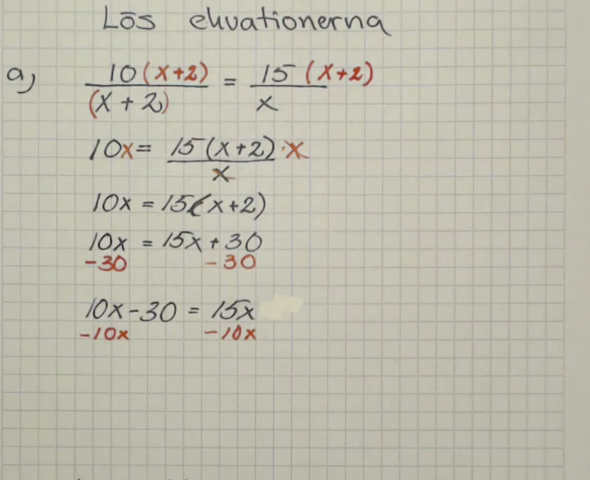 Lös ekvationerna
a) 10(x+2)/(x+2) = 15(x+2)/x
10x = 15(x+2)·x/x
10x = 15(x+2)
10x = 15x+30
-30 -30
10x-30 = 15x
-10x -10x